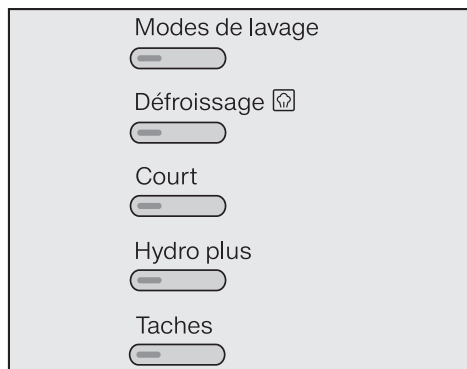 Modes de lavage
Défroissage
Court
Hydro plus
Taches